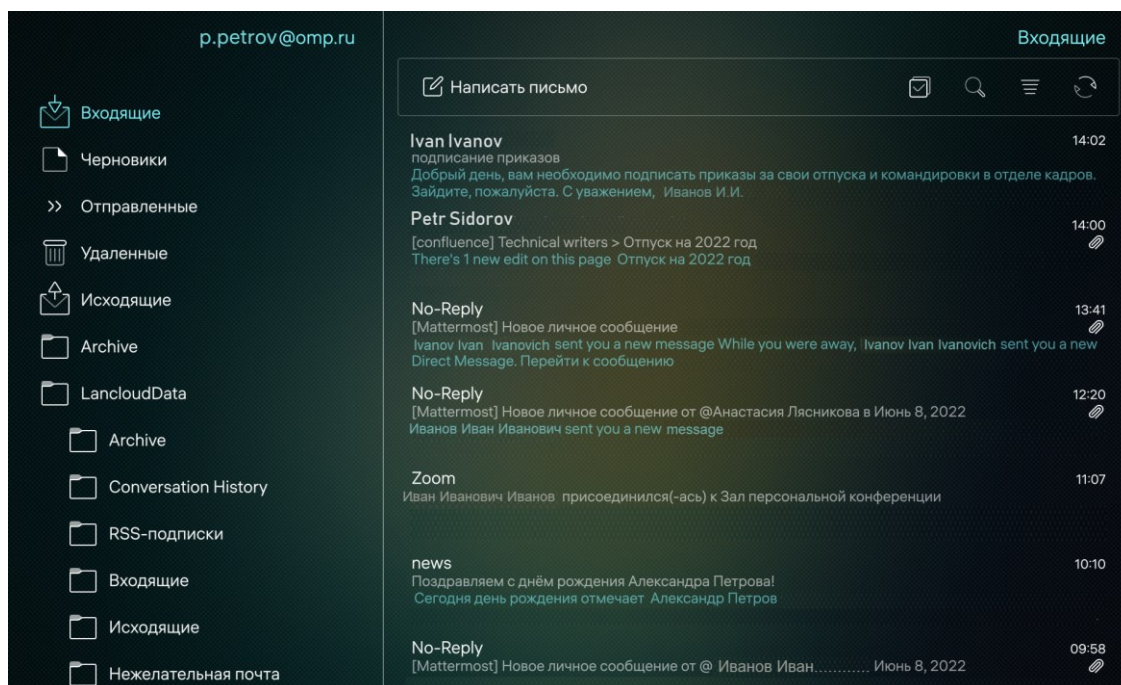 p.petrov@omp.ru
Входящие
Черновики
Отправленные
Удаленные
Исходящие
Archive
LancloudData
Archive
Conversation History
RSS-подписки
Входящие
Исходящие
Нежелательная почта
Входящие
Написать письмо
Ivan Ivanov
14:02
подписание приказов
Добрый день, вам необходимо подписать приказы за свои отпуска и командировки в отделе кадров.
Зайдите, пожалуйста. С уважением, Иванов И.И.
Petr Sidorov
14:00
[confluence] Technical writers > Отпуск на 2022 год
There's 1 new edit on this page Отпуск на 2022 год
No-Reply
13:41
[Mattermost] Новое личное сообщение
Ivanov Ivan Ivanovich sent you a new message While you were away, Ivanov Ivan Ivanovich sent you a new
Direct Message. Перейти к сообщению
No-Reply
12:20
[Mattermost] Новое личное сообщение от @Анастасия Лясникова в Июнь 8, 2022
Иванов Иван Иванович sent you a new message
Zoom
11:07
Иван Иванович Иванов присоединился(-ась) к Зал персональной конференции
news
10:10
Поздравляем с днём рождения Александра Петрова!
Сегодня день рождения отмечает Александр Петров
No-Reply
09:58
[Mattermost] Новое личное сообщение от @ Иванов Иван............ Июнь 8, 2022